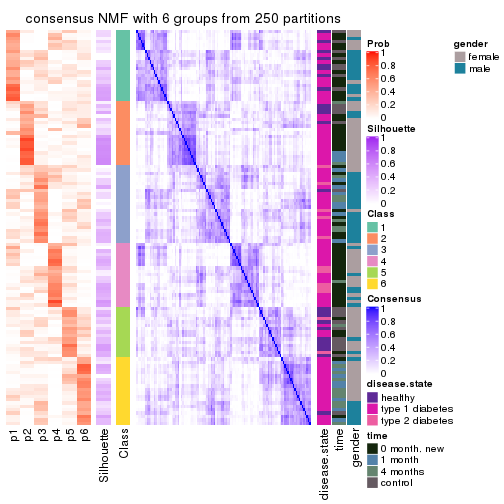 consensus NMF with 6 groups from 250 partitions
p1
p2
p3
p4
p5
p6
Silhouette
Class
disease.state
time
gender
Prob
1
0.8
0.6
0.4
0.2
0
Silhouette
1
0.8
0.6
0.4
0.2
0
Class
1
2
3
4
5
6
Consensus
1
0.8
0.6
0.4
0.2
0
disease.state
healthy
type 1 diabetes
type 2 diabetes
time
0 month. new
1 month
4 months
control
gender
female
male